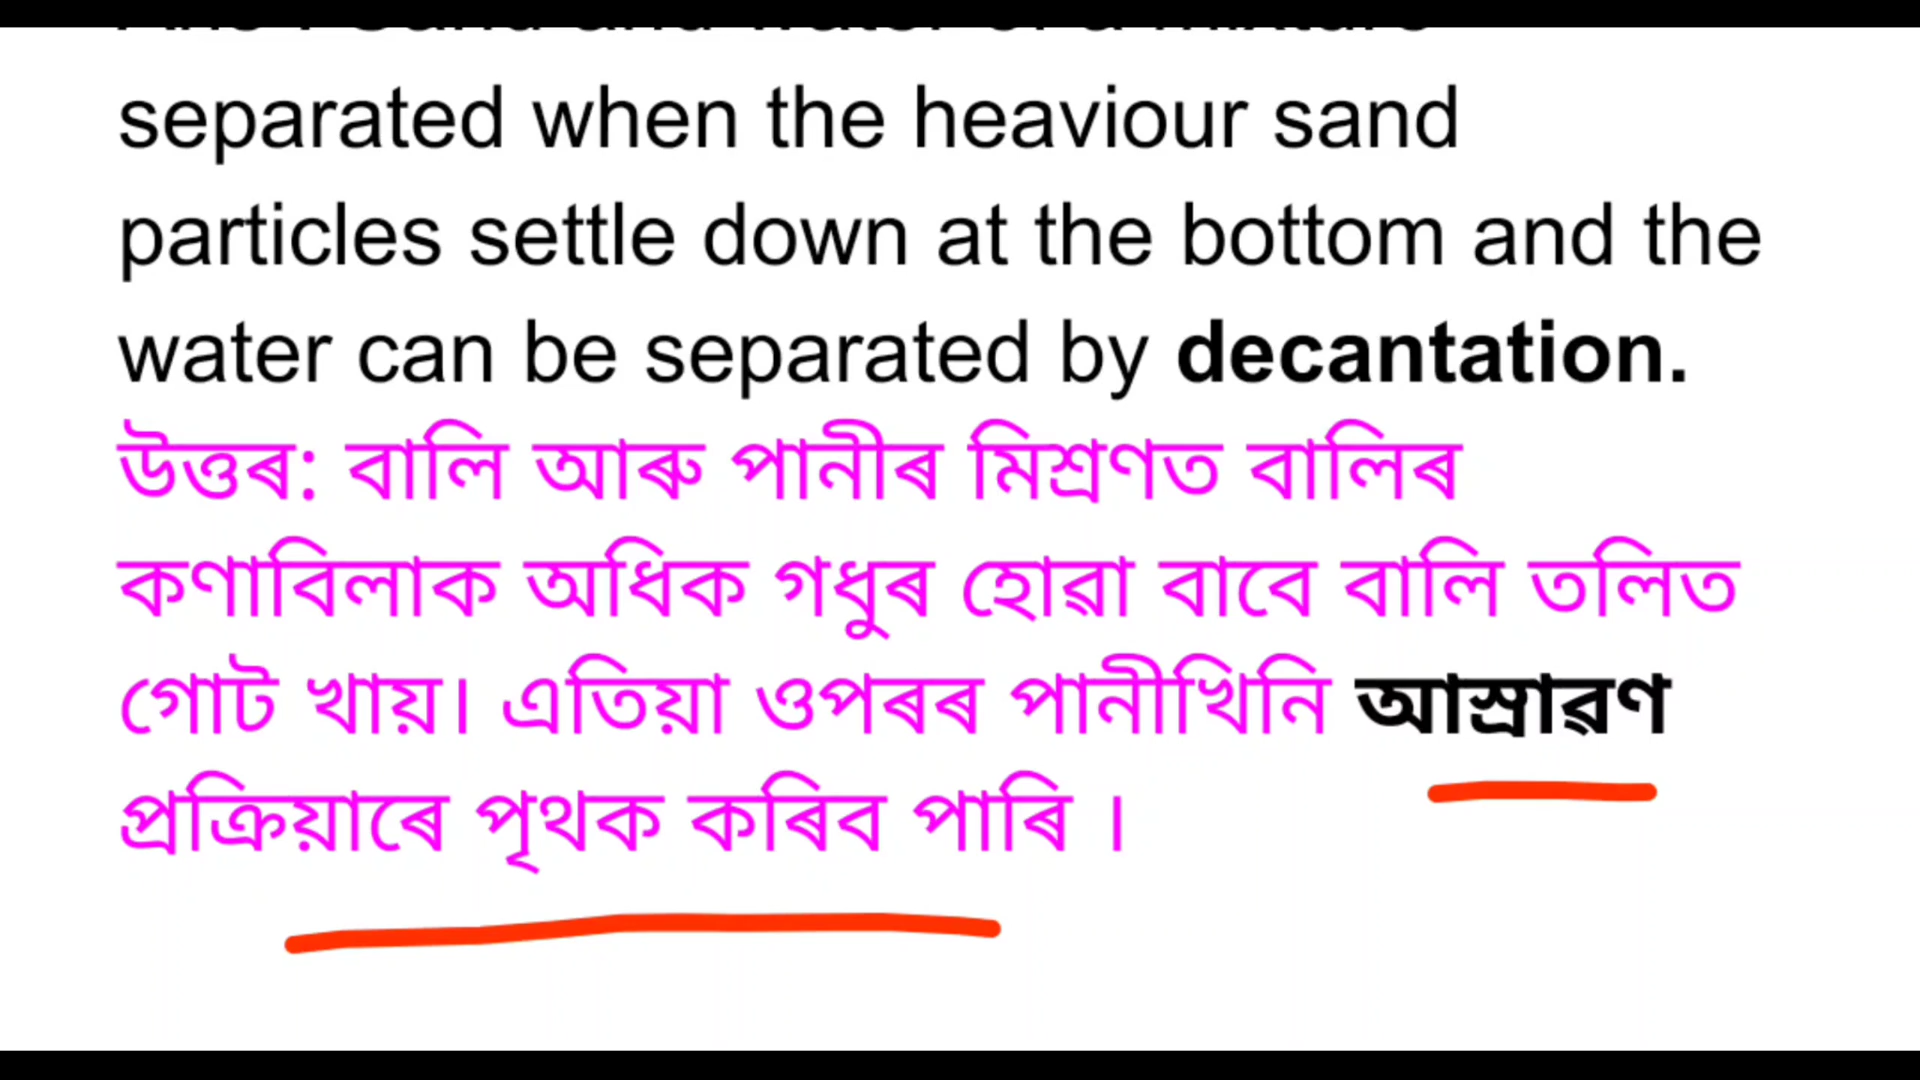 separated when the heaviour sand
particles settle down at the bottom and the
water can be separated by decantation.
উত্তৰ: বালি আৰু পানীৰ মিশ্ৰণত বালিৰ
কণাবিলাক অধিক গধুৰ হোৱা বাবে বালি তলিত
গোট খায়। এতিয়া ওপৰৰ পানীখিনি আস্ৰাৱণ
প্ৰক্ৰিয়াৰে পৃথক কৰিব পাৰি ।